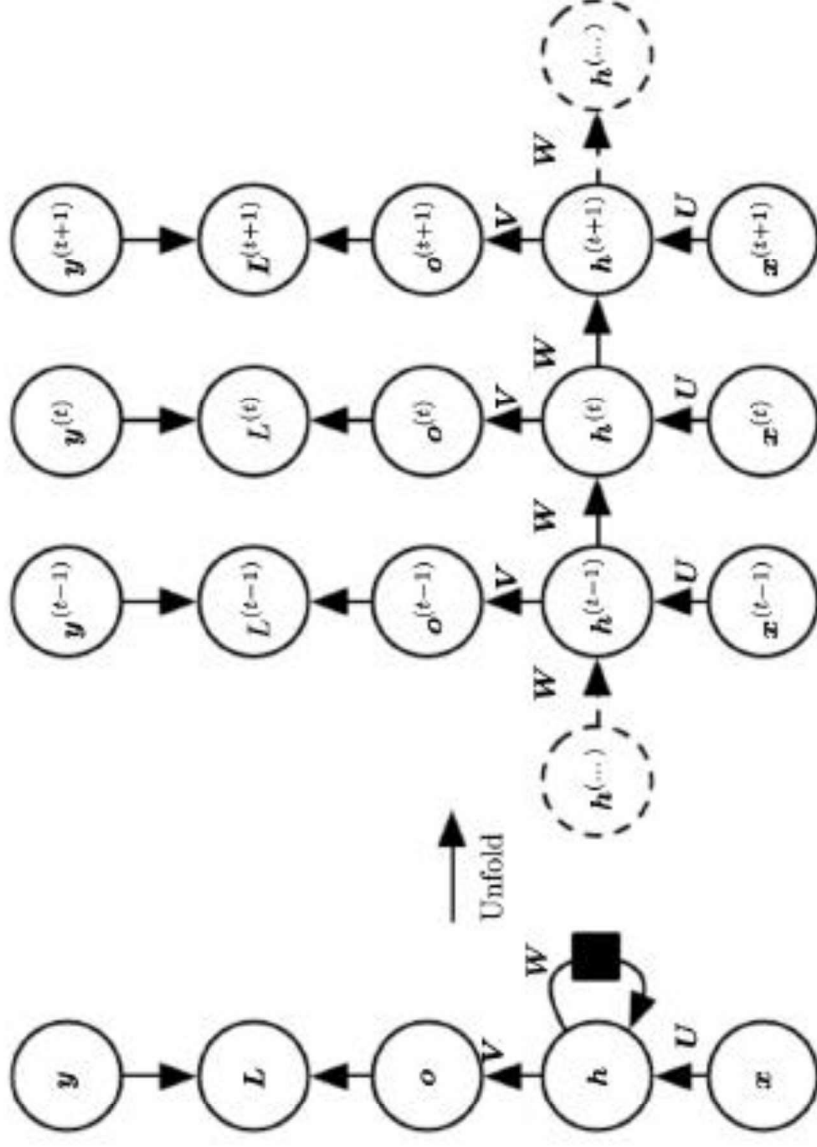 y y^(t−1) y^(t) y^(t+1)
L L^(t−1) L^(t) L^(t+1)
o o^(t−1) o^(t) o^(t+1)
Unfold
V V V V
W W W W W
h h^(...) h^(t−1) h^(t) h^(t+1) h^(...)
U U U U
x x^(t−1) x^(t) x^(t+1)